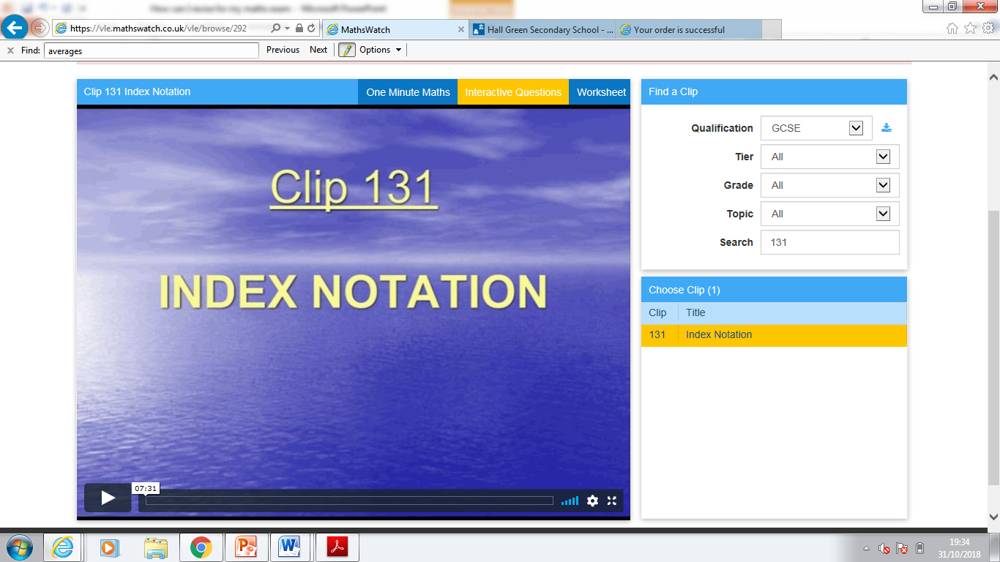 How can I revise for my maths exam - Microsoft PowerPoint
https://vle.mathswatch.co.uk/vle/browse/292
MathsWatch
Hall Green Secondary School - ...
Your order is successful
x Find: averages Previous Next Options
Clip 131 Index Notation
One Minute Maths
Interactive Questions
Worksheet
Clip 131
INDEX NOTATION
07:31
Find a Clip
Qualification GCSE
Tier All
Grade All
Topic All
Search 131
Choose Clip (1)
Clip Title
131 Index Notation
19:34
31/10/2018